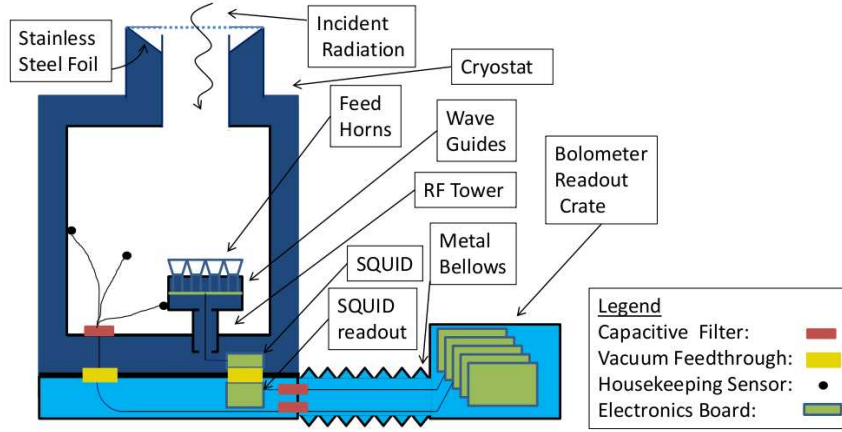 Stainless
Steel Foil
Incident
Radiation
Cryostat
Feed
Horns
Wave
Guides
RF Tower
Bolometer
Readout
Crate
SQUID
Metal
Bellows
SQUID
readout
Legend
Capacitive Filter:
Vacuum Feedthrough:
Housekeeping Sensor:
Electronics Board: